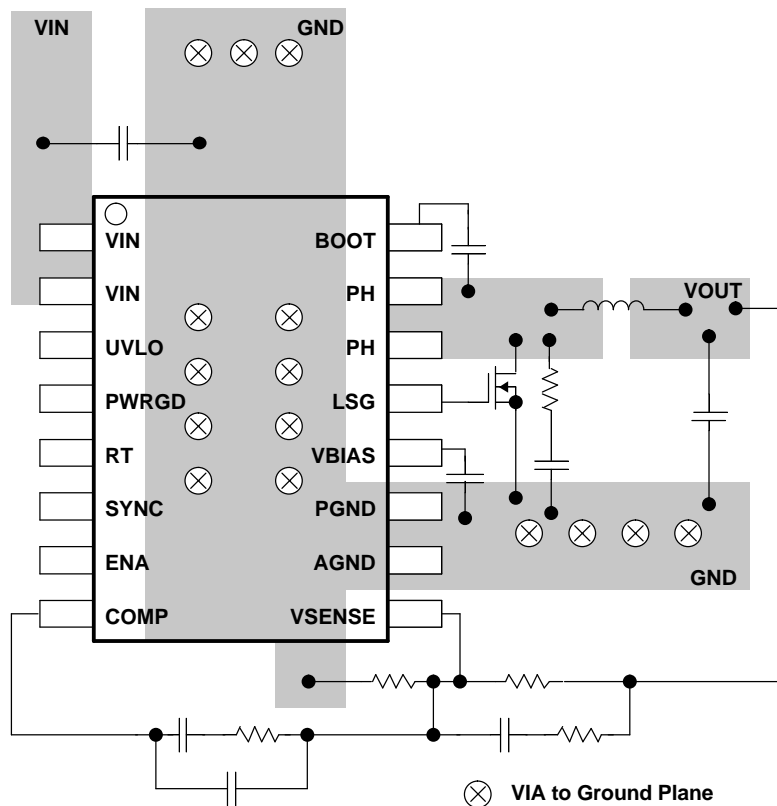 VIN
GND
VIN
BOOT
VIN
PH
VOUT
UVLO
PH
PWRGD
LSG
RT
VBIAS
SYNC
PGND
ENA
AGND
GND
COMP
VSENSE
VIA to Ground Plane